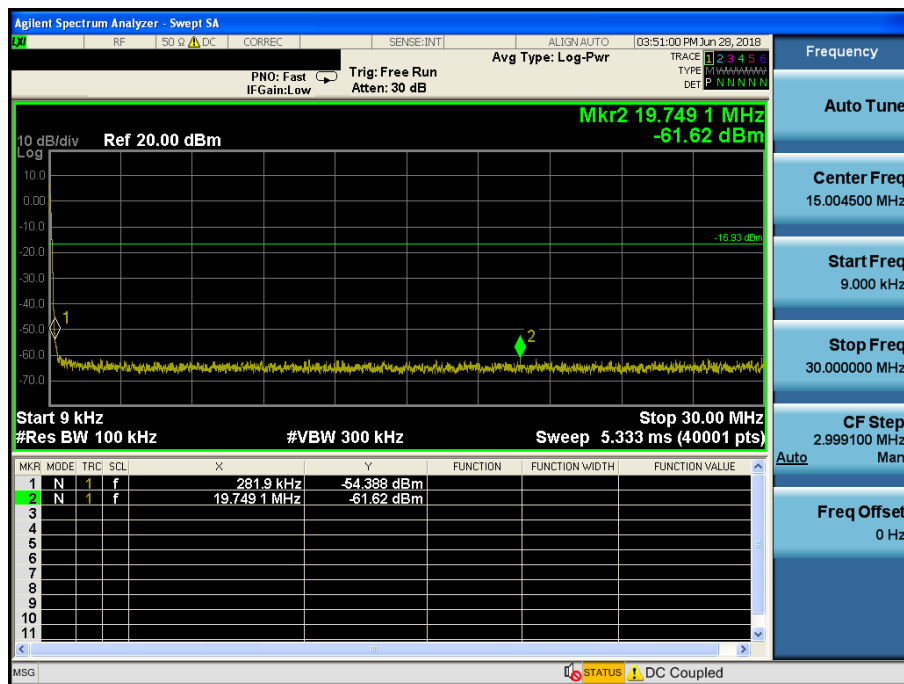 Agilent Spectrum Analyzer - Swept SA
LXI RF 50 Ω DC CORREC SENSE:INT ALIGN AUTO 03:51:00 PM Jun 28, 2018
Avg Type: Log-Pwr TRACE 1 2 3 4 5 6
PNO: Fast Trig: Free Run TYPE M W W W W W
IFGain:Low Atten: 30 dB DET P N N N N N
Mkr2 19.749 1 MHz
-61.62 dBm
10 dB/div Ref 20.00 dBm
Log
10.0
0.00
-10.0
-16.93 dBm
-20.0
-30.0
-40.0
1
-50.0
2
-60.0
-70.0
Start 9 kHz Stop 30.00 MHz
#Res BW 100 kHz #VBW 300 kHz Sweep 5.333 ms (40001 pts)
MKR MODE TRC SCL X Y FUNCTION FUNCTION WIDTH FUNCTION VALUE
1 N 1 f 281.9 kHz -54.388 dBm
2 N 1 f 19.749 1 MHz -61.62 dBm
3
4
5
6
7
8
9
10
11
MSG STATUS DC Coupled
Frequency
Auto Tune
Center Freq
15.004500 MHz
Start Freq
9.000 kHz
Stop Freq
30.000000 MHz
CF Step
2.999100 MHz
Auto Man
Freq Offset
0 Hz